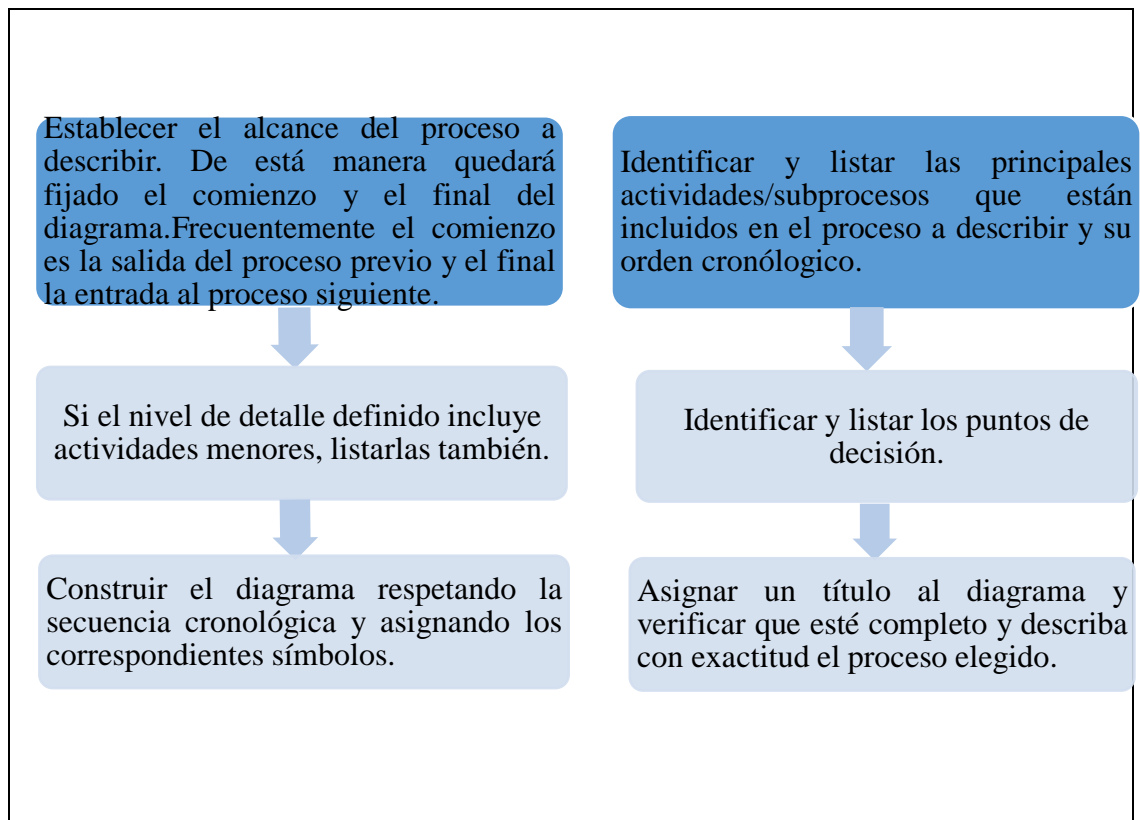 Establecer el alcance del proceso a
describir. De está manera quedará
fijado el comienzo y el final del
diagrama.Frecuentemente el comienzo
es la salida del proceso previo y el final
la entrada al proceso siguiente.
Si el nivel de detalle definido incluye
actividades menores, listarlas también.
Construir el diagrama respetando la
secuencia cronológica y asignando los
correspondientes símbolos.
Identificar y listar las principales
actividades/subprocesos que están
incluidos en el proceso a describir y su
orden cronólogico.
Identificar y listar los puntos de
decisión.
Asignar un título al diagrama y
verificar que esté completo y describa
con exactitud el proceso elegido.